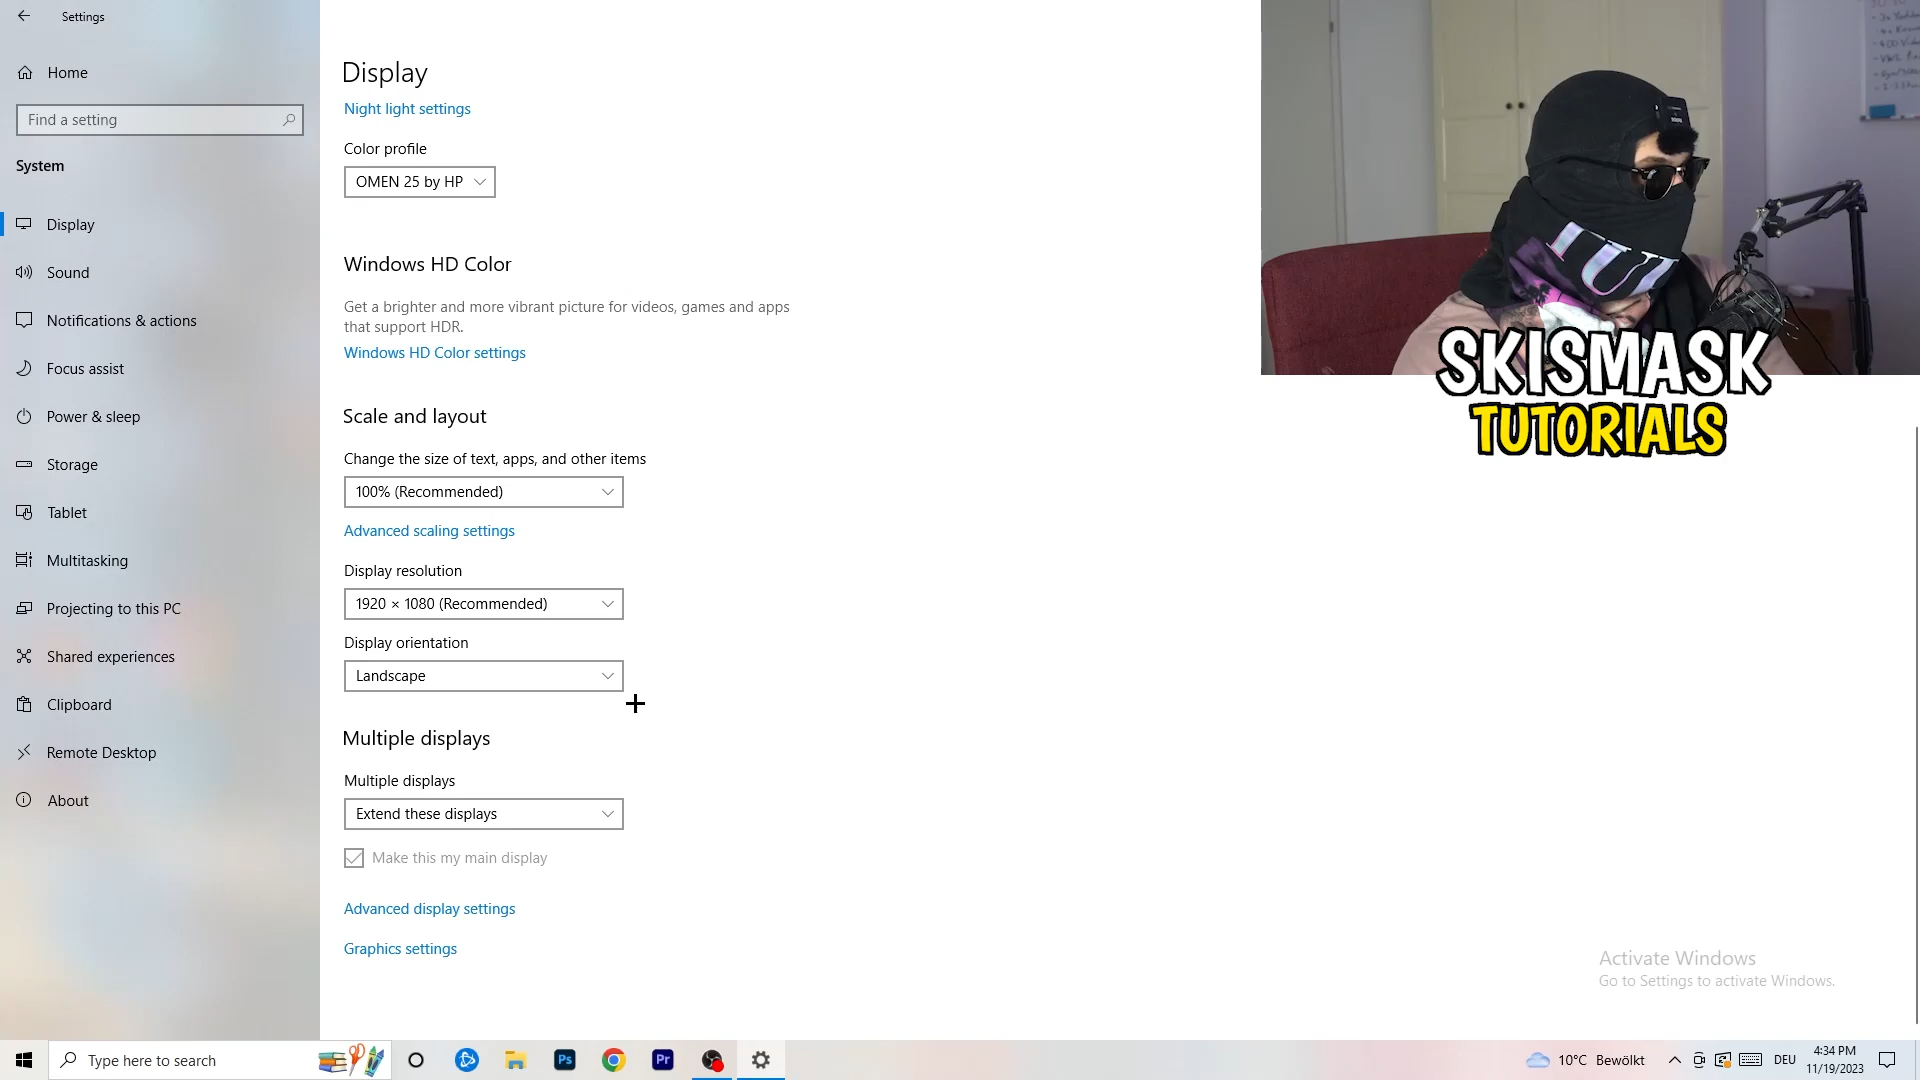 Settings
Home
Find a setting
System
Display
Sound
Notifications & actions
Focus assist
Power & sleep
Storage
Tablet
Multitasking
Projecting to this PC
Shared experiences
Clipboard
Remote Desktop
About
Display
Night light settings
Color profile
OMEN 25 by HP
Windows HD Color
Get a brighter and more vibrant picture for videos, games and apps
that support HDR.
Windows HD Color settings
Scale and layout
Change the size of text, apps, and other items
100% (Recommended)
Advanced scaling settings
Display resolution
1920 × 1080 (Recommended)
Display orientation
Landscape
Multiple displays
Multiple displays
Extend these displays
Make this my main display
Advanced display settings
Graphics settings
SKISMASK
TUTORIALS
Activate Windows
Go to Settings to activate Windows.
Type here to search
Ps
Pr
10°C Bewölkt
DEU
4:34 PM
11/19/2023